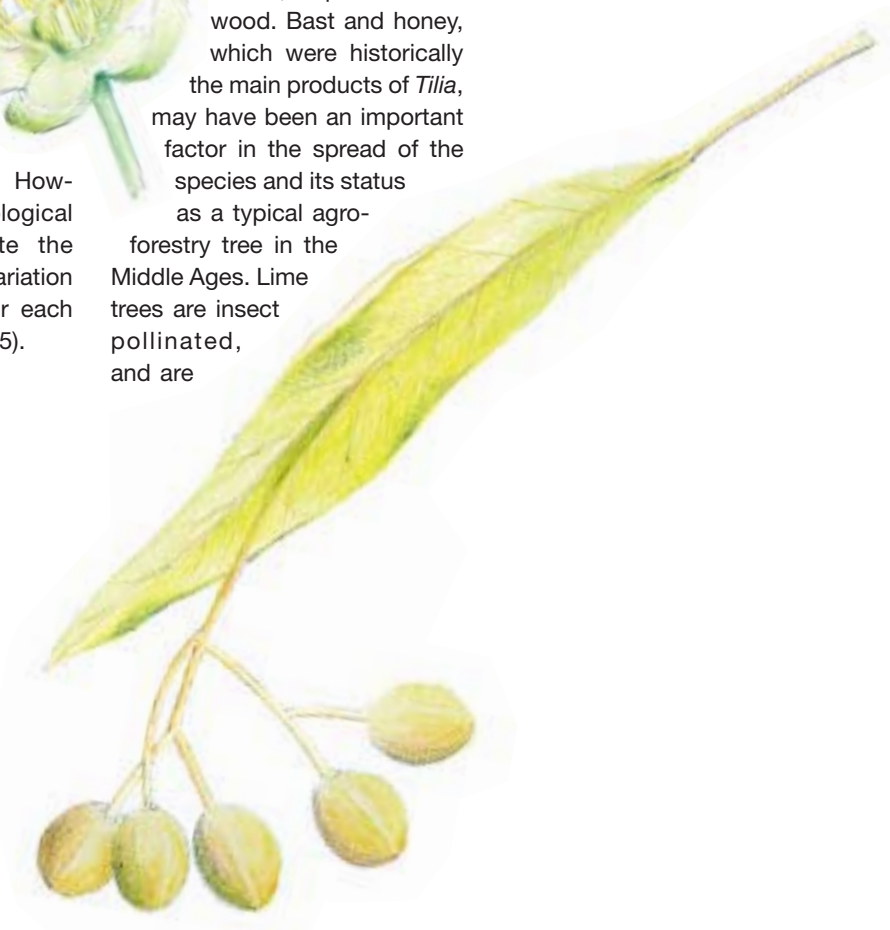 How-
logical
te the
ariation
r each
5).
wood. Bast and honey,
which were historically
the main products of Tilia,
may have been an important
factor in the spread of the
species and its status
as a typical agro-
forestry tree in the
Middle Ages. Lime
trees are insect
pollinated,
and are